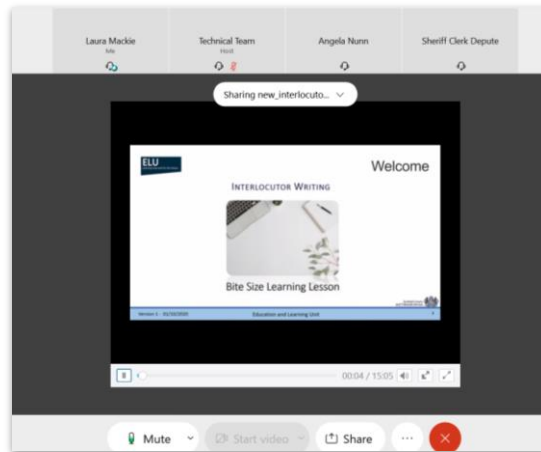 Laura Mackie
Me
Technical Team
Host
Angela Nunn
Sheriff Clerk Depute
Sharing new_interlocuto...
ELU
Welcome
INTERLOCUTOR WRITING
Bite Size Learning Lesson
Education and Learning Unit
00:04 / 15:05
Mute
Start video
Share